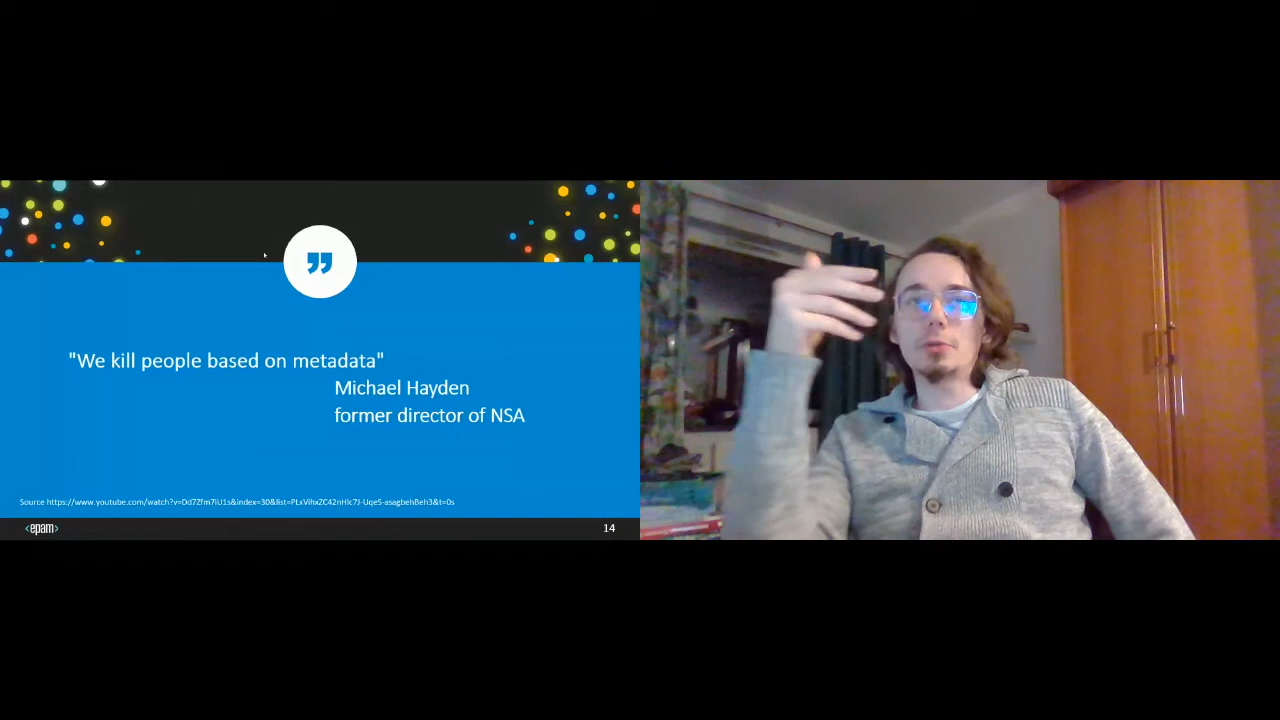 "We kill people based on metadata"
Michael Hayden
former director of NSA
<epam>
14